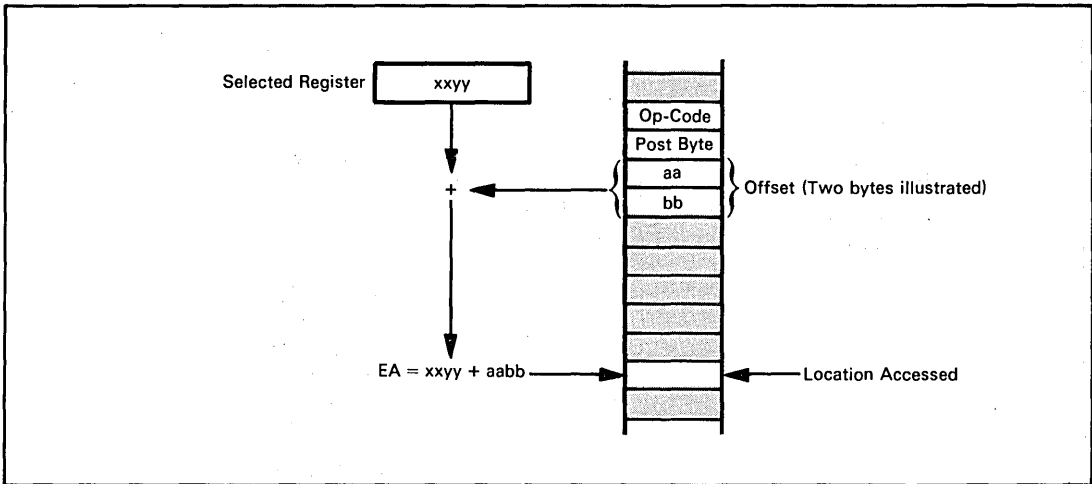 Selected Register
xxyy
Op-Code
Post Byte
aa
bb
Offset (Two bytes illustrated)
+
EA = xxyy + aabb
Location Accessed